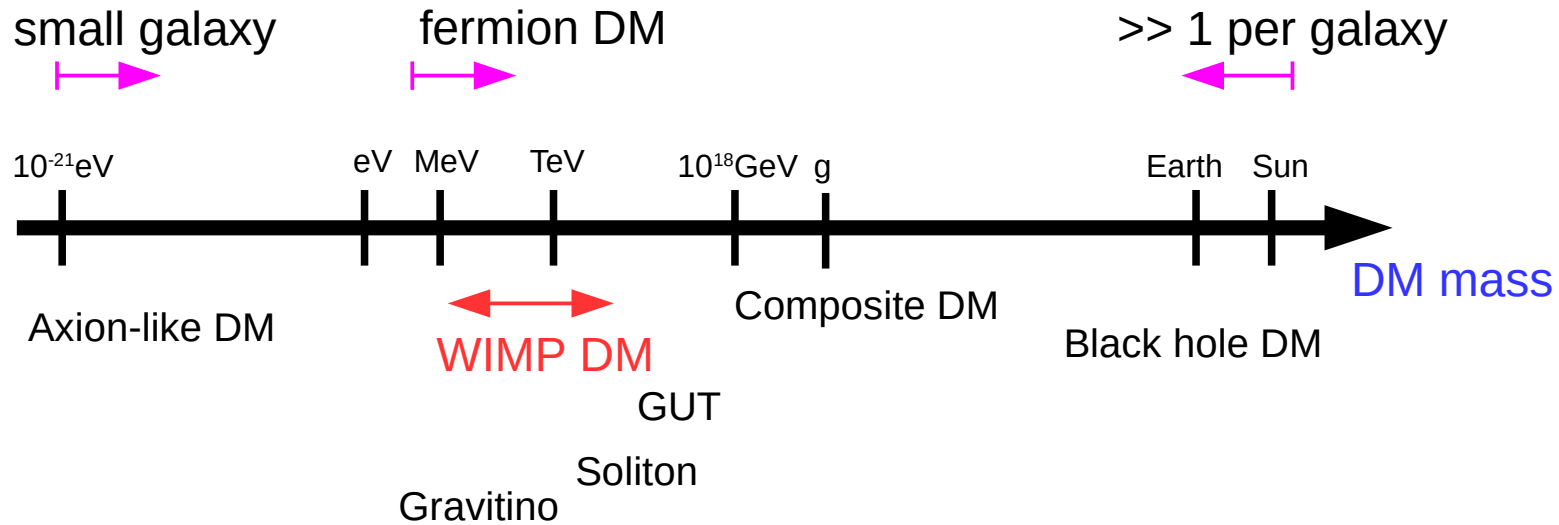 small galaxy
fermion DM
>> 1 per galaxy
10⁻²¹eV
eV
MeV
TeV
10¹⁸GeV
g
Earth
Sun
DM mass
Axion-like DM
WIMP DM
Composite DM
Black hole DM
GUT
Soliton
Gravitino